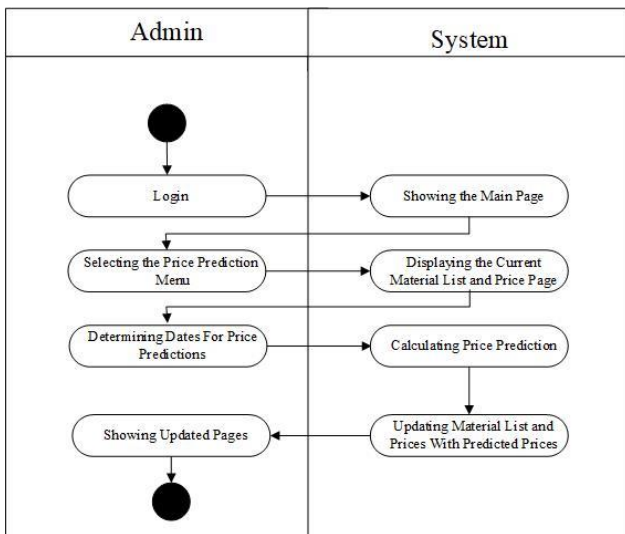 Admin
System
Login
Showing the Main Page
Selecting the Price Prediction
Menu
Displaying the Current
Material List and Price Page
Determining Dates For Price
Predictions
Calculating Price Prediction
Showing Updated Pages
Updating Material List and
Prices With Predicted Prices